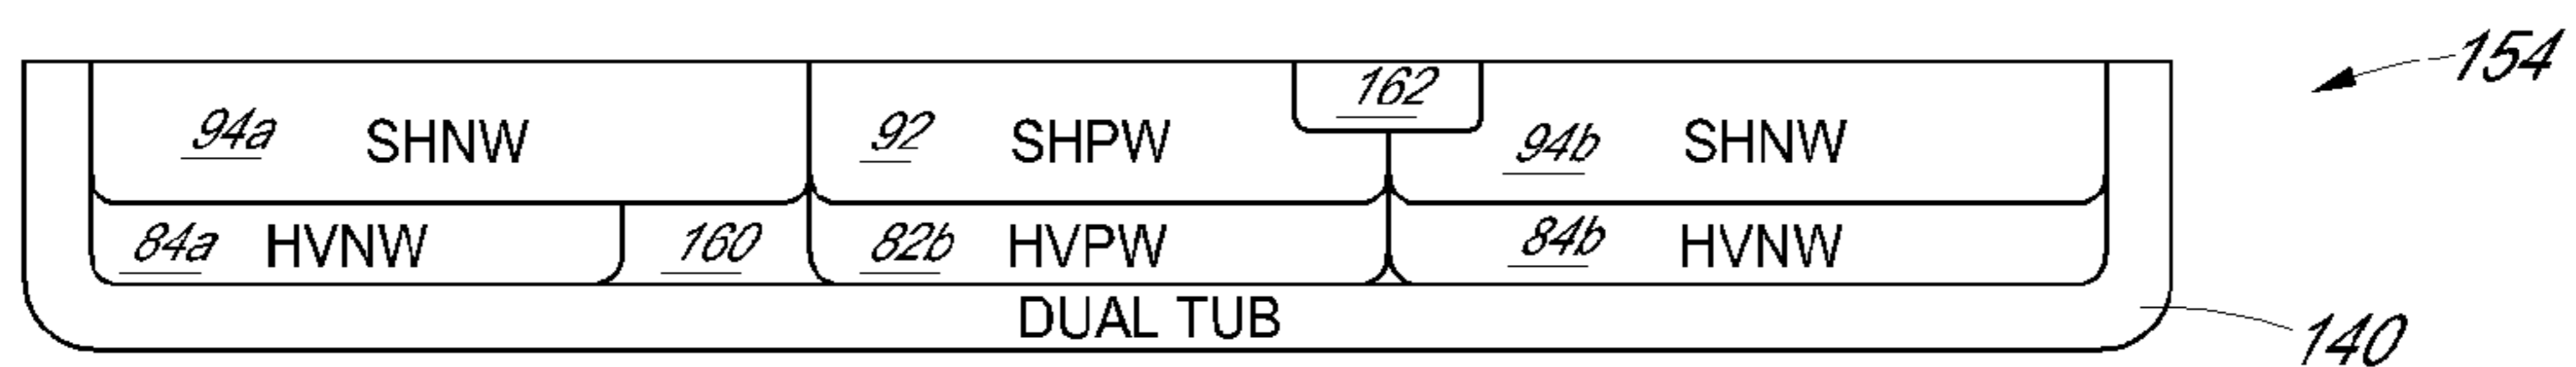 154
162
94a SHNW 92 SHPW 94b SHNW
84a HVNW 160 82b HVPW 84b HVNW
DUAL TUB
140